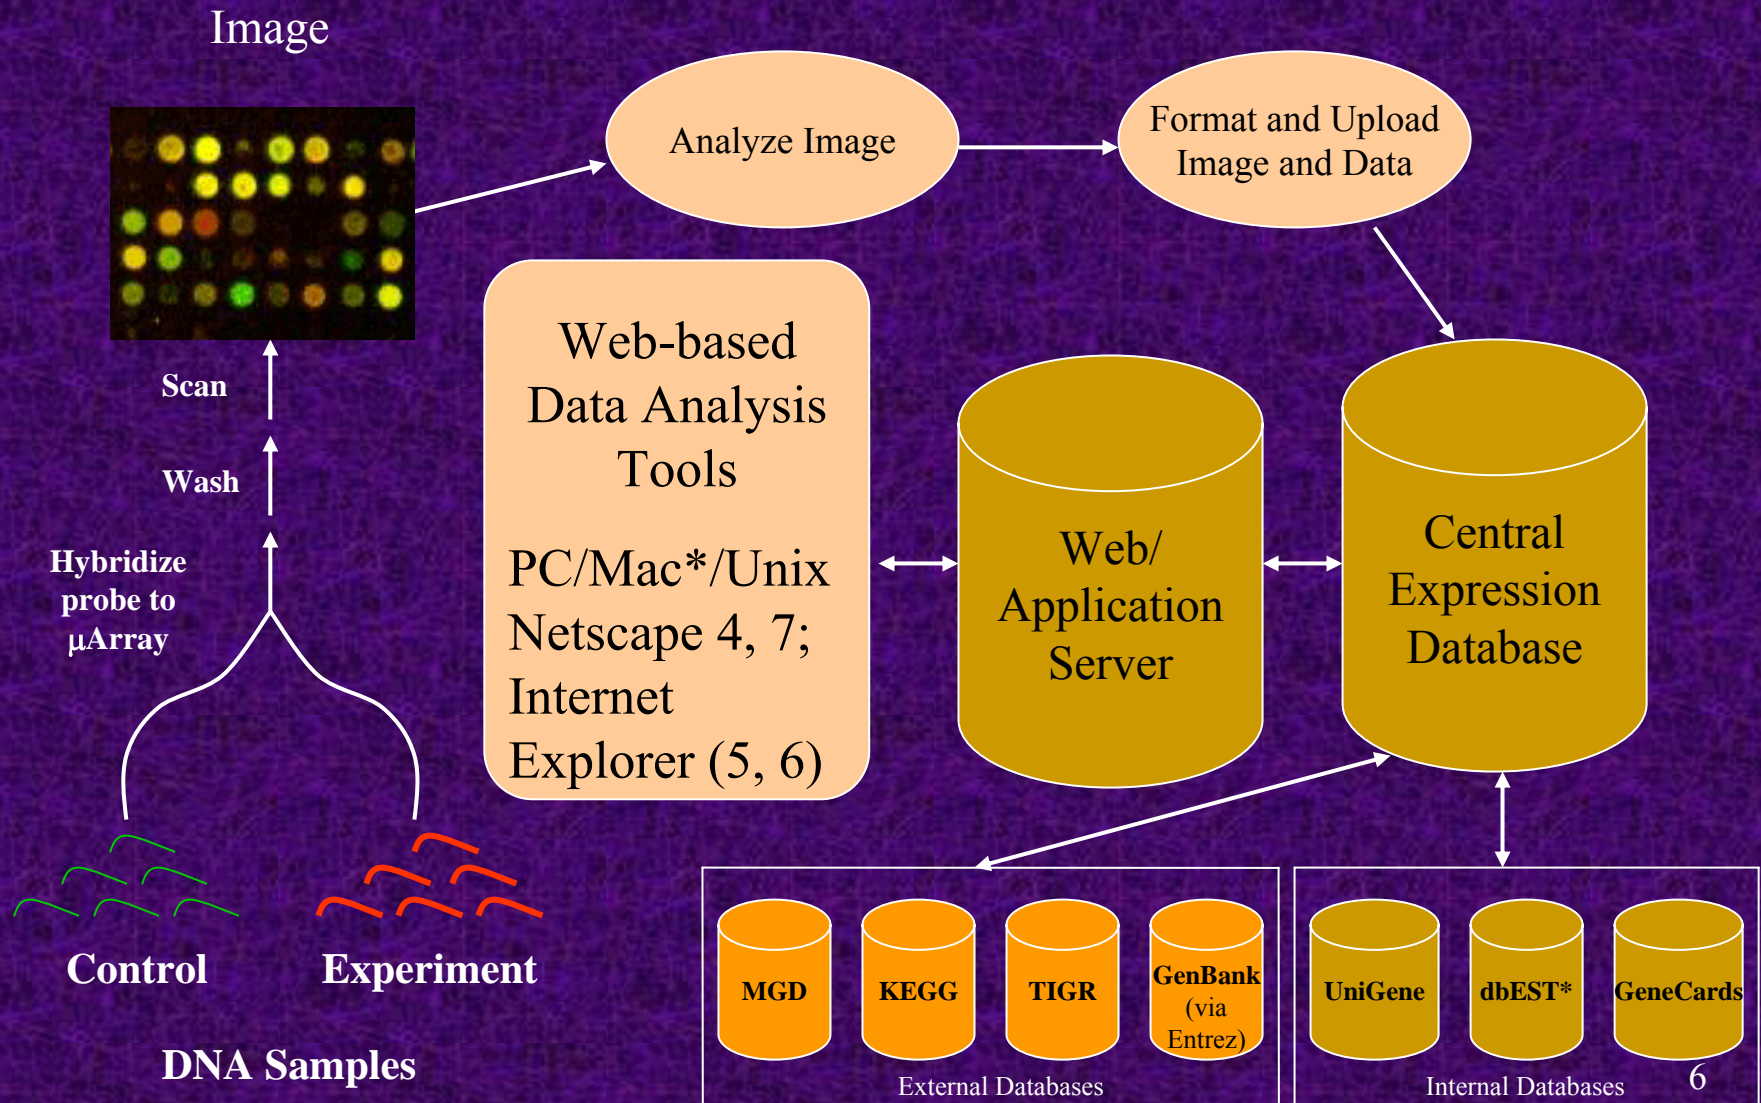 Image
Analyze Image
Format and Upload
Image and Data
Scan
Wash
Hybridize
probe to
μArray
Web-based
Data Analysis
Tools
PC/Mac*/Unix
Netscape 4, 7;
Internet
Explorer (5, 6)
Web/
Application
Server
Central
Expression
Database
Control
Experiment
DNA Samples
MGD
KEGG
TIGR
GenBank
(via
Entrez)
External Databases
UniGene
dbEST*
GeneCards
Internal Databases
6